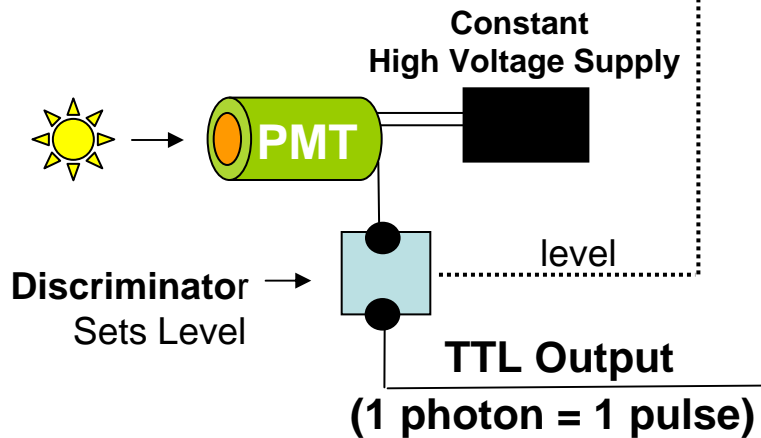 Constant
High Voltage Supply
PMT
level
Discriminator
Sets Level
TTL Output
(1 photon = 1 pulse)